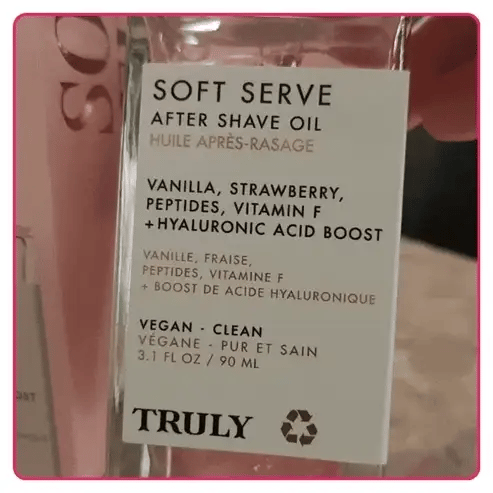 SO
SOFT SERVE
AFTER SHAVE OIL
HUILE APRÈS-RASAGE
VANILLA, STRAWBERRY,
PEPTIDES, VITAMIN F
+HYALURONIC ACID BOOST
VANILLE, FRAISE,
PEPTIDES, VITAMINE F
+ BOOST DE ACIDE HYALURONIQUE
VEGAN - CLEAN
VÉGANE - PUR ET SAIN
3.1 FL OZ / 90 ML
TRULY